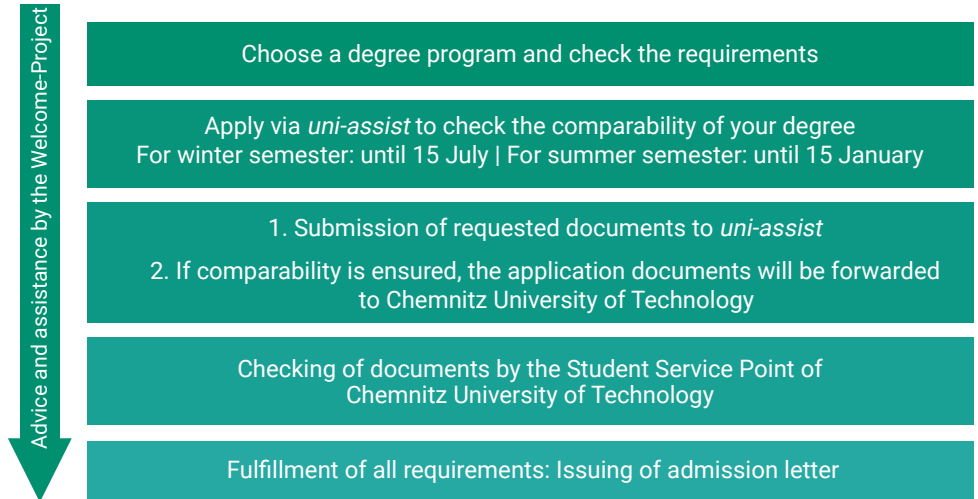 Advice and assistance by the Welcome-Project
Choose a degree program and check the requirements
Apply via uni-assist to check the comparability of your degree
For winter semester: until 15 July | For summer semester: until 15 January
1. Submission of requested documents to uni-assist
2. If comparability is ensured, the application documents will be forwarded
to Chemnitz University of Technology
Checking of documents by the Student Service Point of
Chemnitz University of Technology
Fulfillment of all requirements: Issuing of admission letter